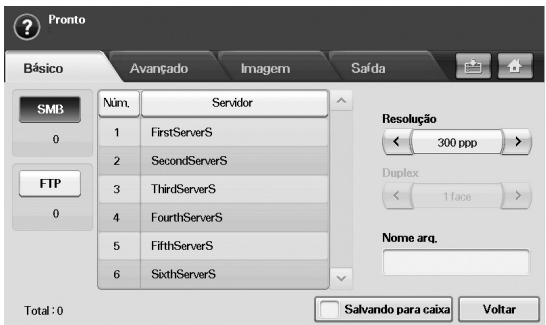 ? Pronto
Básico Avançado Imagem Saída
SMB
0
FTP
0
Núm. Servidor
1 FirstServerS
2 SecondServerS
3 ThirdServerS
4 FourthServerS
5 FifthServerS
6 SixthServerS
Resolução
< 300 ppp >
Duplex
< 1 face >
Nome arq.
Total : 0
Salvando para caixa
Voltar